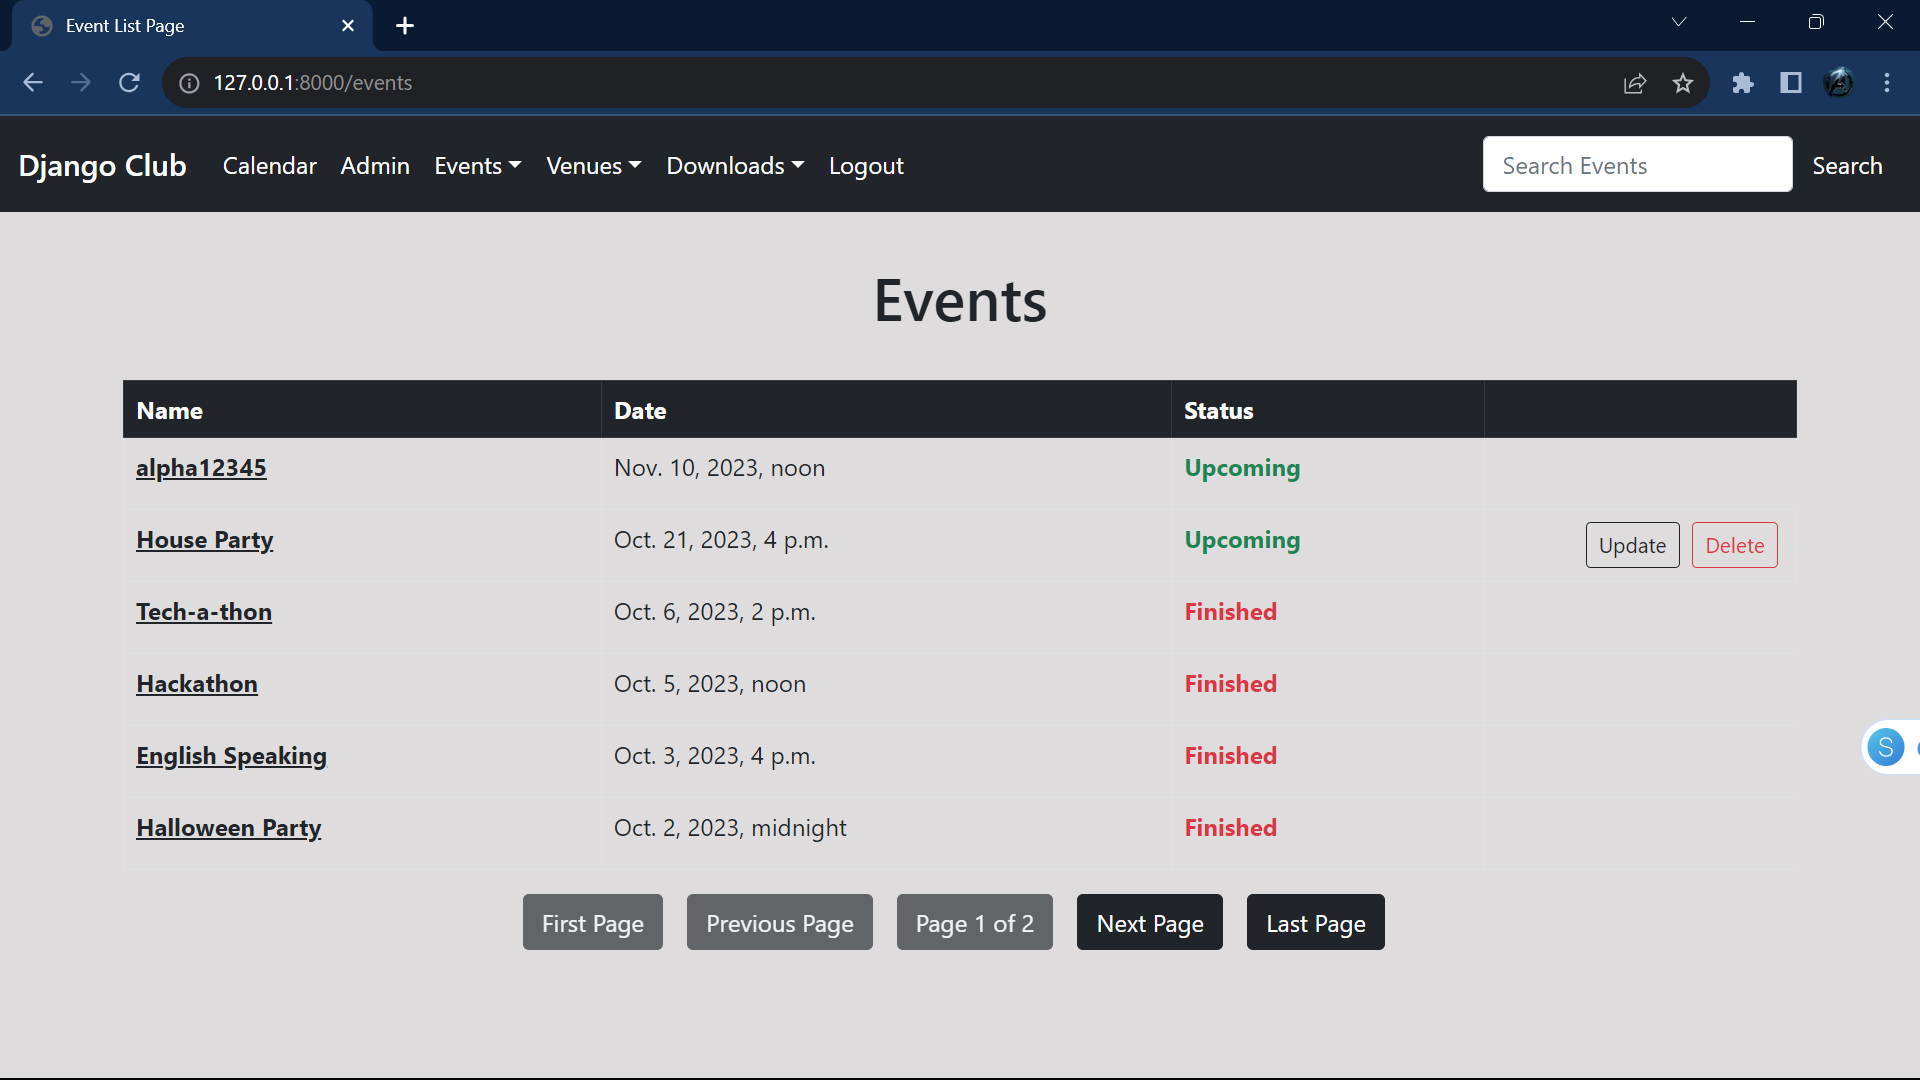 Event List Page
127.0.0.1:8000/events
Django Club Calendar Admin Events Venues Downloads Logout Search Events Search
Events
Name Date Status
alpha12345 Nov. 10, 2023, noon Upcoming
House Party Oct. 21, 2023, 4 p.m. Upcoming Update Delete
Tech-a-thon Oct. 6, 2023, 2 p.m. Finished
Hackathon Oct. 5, 2023, noon Finished
English Speaking Oct. 3, 2023, 4 p.m. Finished
S
Halloween Party Oct. 2, 2023, midnight Finished
First Page Previous Page Page 1 of 2 Next Page Last Page